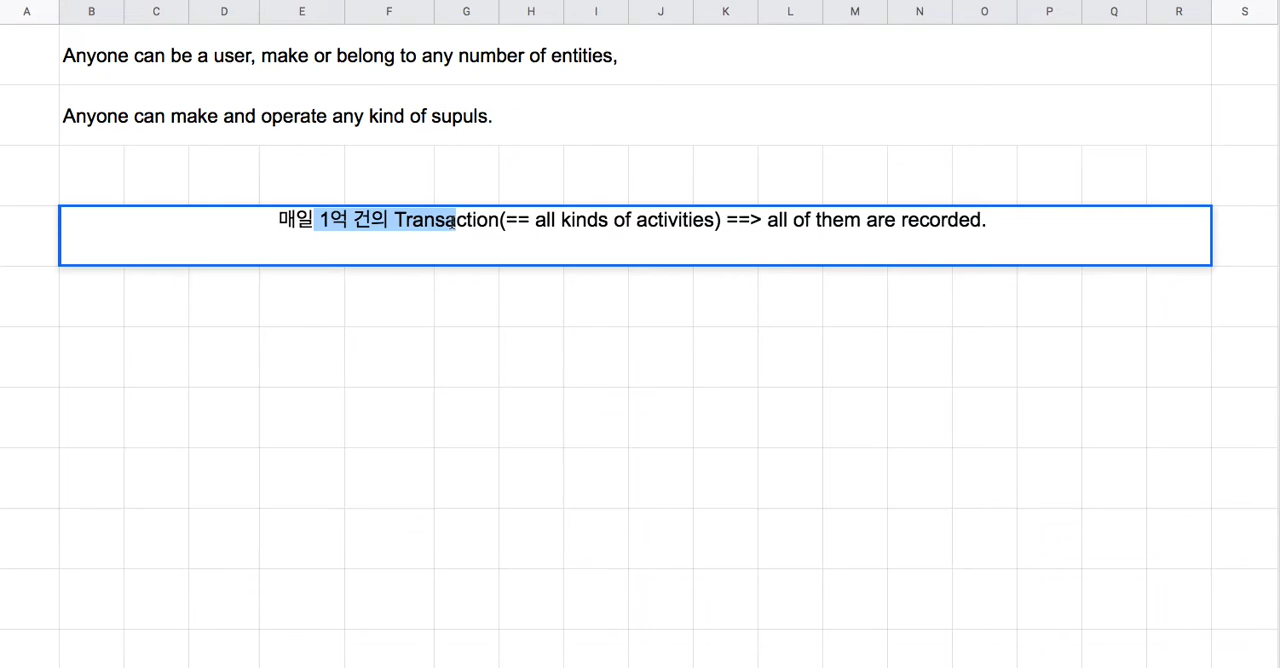 A B C D E F G H I J K L M N O P Q R S
Anyone can be a user, make or belong to any number of entities,
Anyone can make and operate any kind of supuls.
매일 1억 건의 Transaction(== all kinds of activities) ==> all of them are recorded.